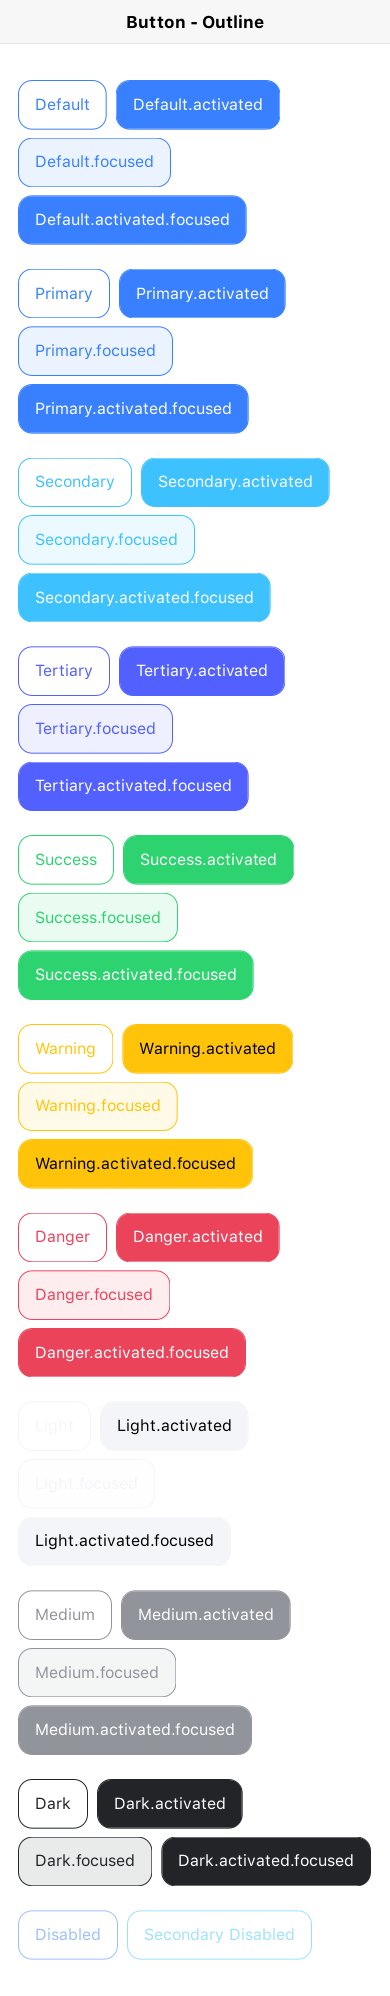 Button - Outline
Default Default.activated
Default.focused
Default.activated.focused
Primary Primary.activated
Primary.focused
Primary.activated.focused
Secondary Secondary.activated
Secondary.focused
Secondary.activated.focused
Tertiary Tertiary.activated
Tertiary.focused
Tertiary.activated.focused
Success Success.activated
Success.focused
Success.activated.focused
Warning Warning.activated
Warning.focused
Warning.activated.focused
Danger Danger.activated
Danger.focused
Danger.activated.focused
Light Light.activated
Light.focused
Light.activated.focused
Medium Medium.activated
Medium.focused
Medium.activated.focused
Dark Dark.activated
Dark.focused Dark.activated.focused
Disabled Secondary Disabled